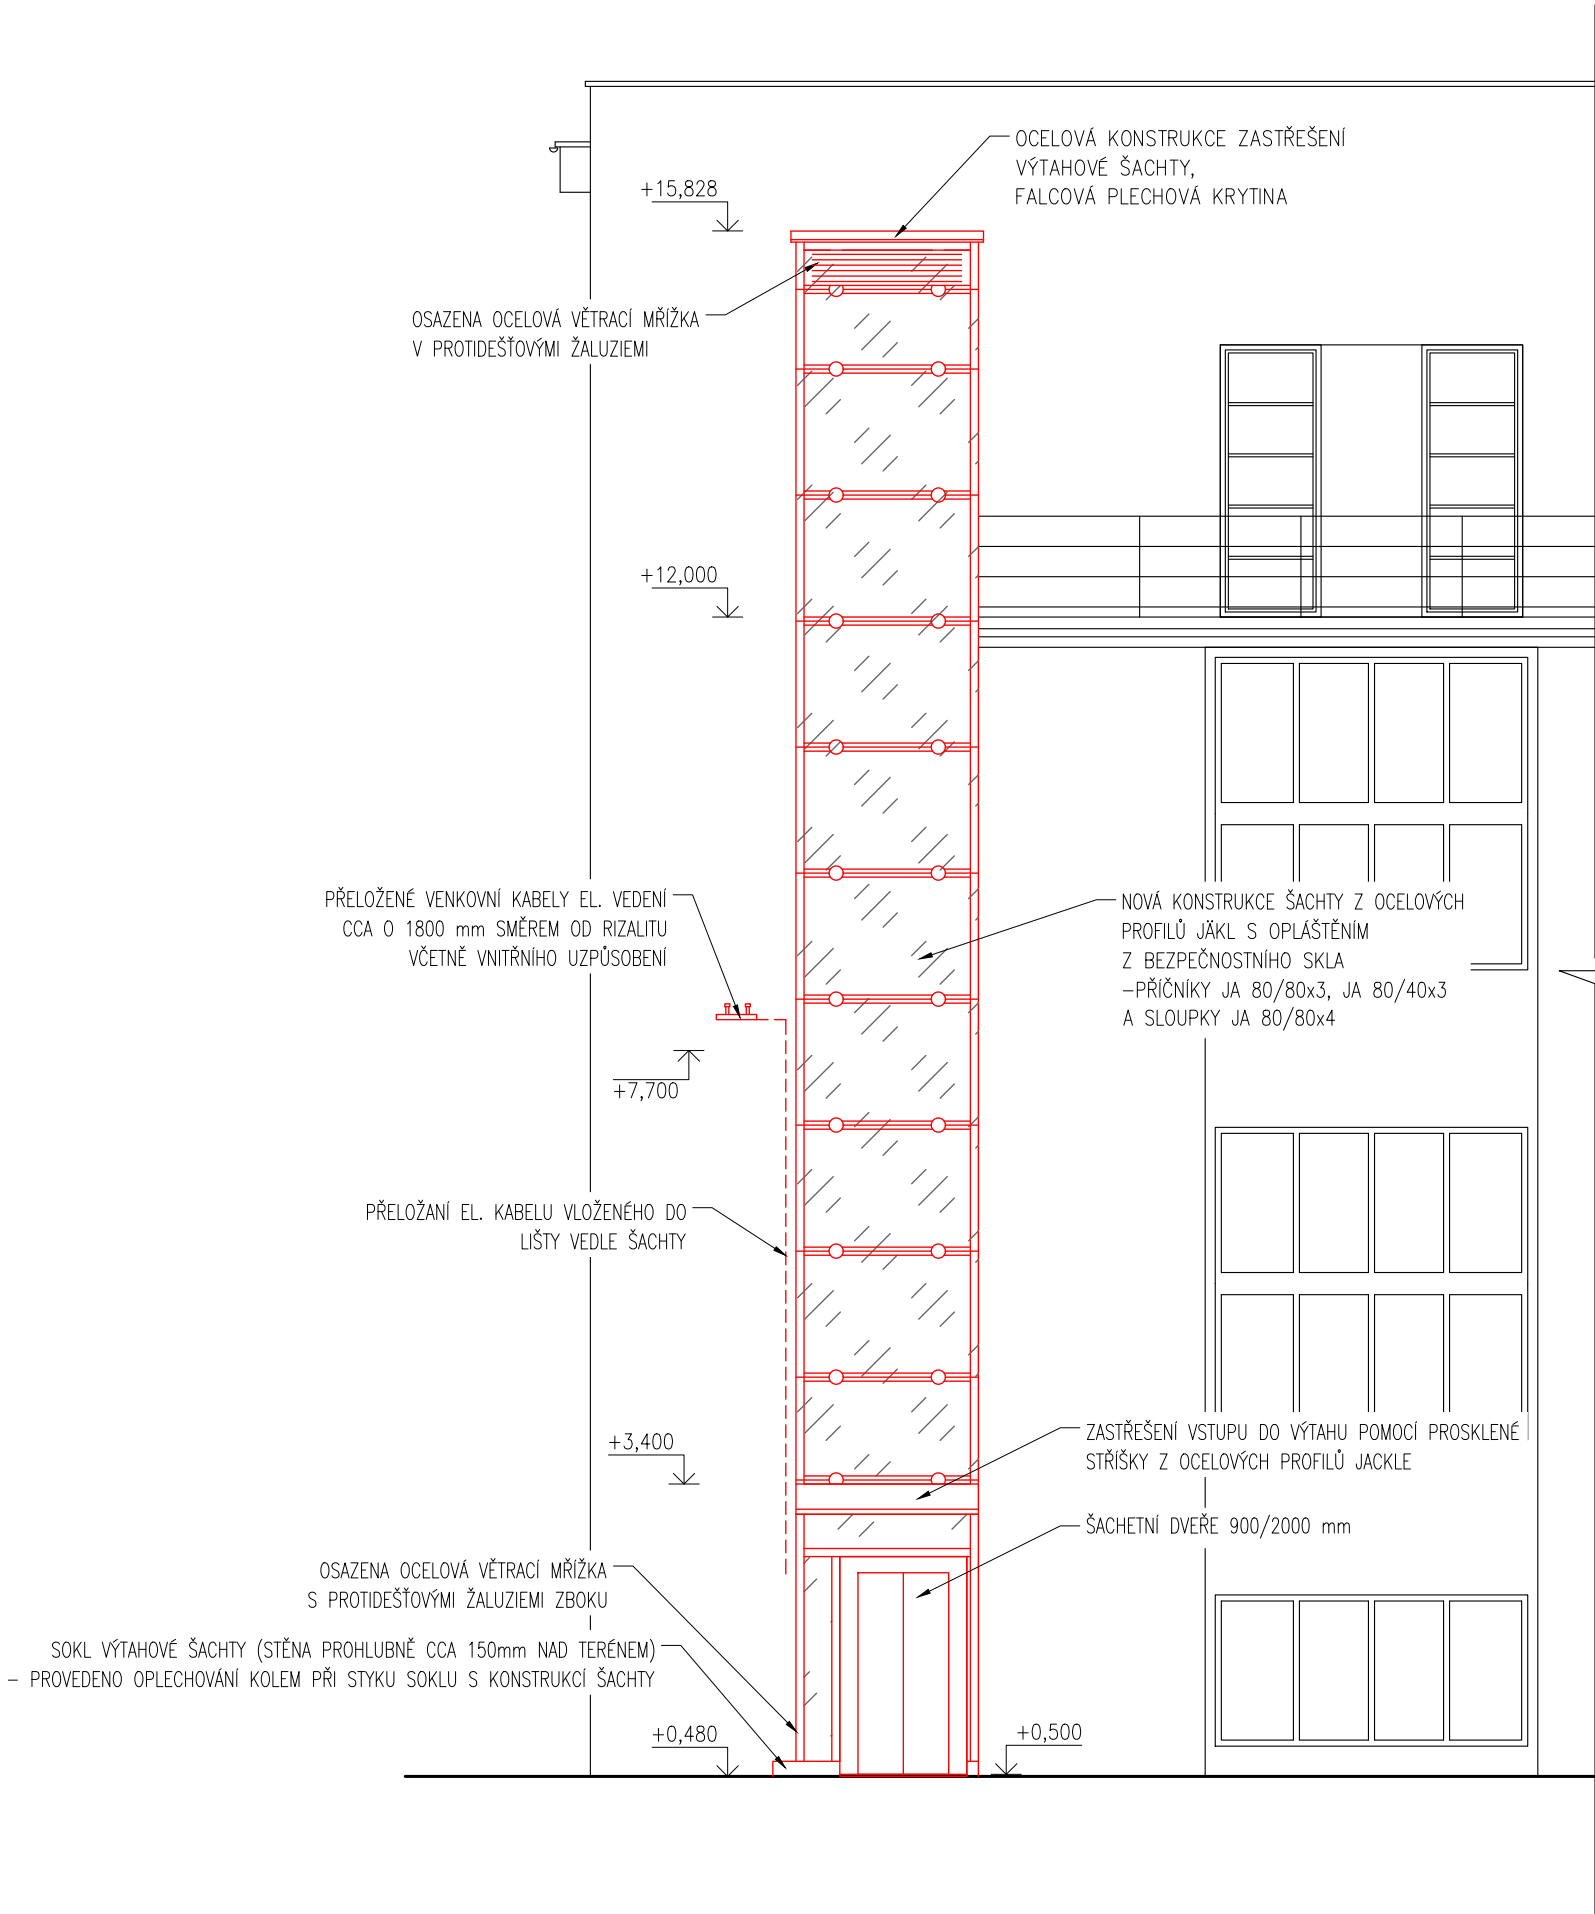 OCELOVÁ KONSTRUKCE ZASTŘEŠENÍ
VÝTAHOVÉ ŠACHTY,
FALCOVÁ PLECHOVÁ KRYTINA
+15,828
OSAZENA OCELOVÁ VĚTRACÍ MŘÍŽKA
V PROTIDEŠŤOVÝMI ŽALUZIEMI
+12,000
PŘELOŽENÉ VENKOVNÍ KABELY EL. VEDENÍ
CCA O 1800 mm SMĚREM OD RIZALITU
VČETNĚ VNITŘNÍHO UZPŮSOBENÍ
NOVÁ KONSTRUKCE ŠACHTY Z OCELOVÝCH
PROFILŮ JÄKL S OPLÁŠTĚNÍM
Z BEZPEČNOSTNÍHO SKLA
-PŘÍČNÍKY JA 80/80x3, JA 80/40x3
A SLOUPKY JA 80/80x4
+7,700
PŘELOŽANÍ EL. KABELU VLOŽENÉHO DO
LIŠTY VEDLE ŠACHTY
+3,400
ZASTŘEŠENÍ VSTUPU DO VÝTAHU POMOCÍ PROSKLENÉ
STŘÍŠKY Z OCELOVÝCH PROFILŮ JACKLE
ŠACHETNÍ DVEŘE 900/2000 mm
OSAZENA OCELOVÁ VĚTRACÍ MŘÍŽKA
S PROTIDEŠŤOVÝMI ŽALUZIEMI ZBOKU
SOKL VÝTAHOVÉ ŠACHTY (STĚNA PROHLUBNĚ CCA 150mm NAD TERÉNEM)
- PROVEDENO OPLECHOVÁNÍ KOLEM PŘI STYKU SOKLU S KONSTRUKCÍ ŠACHTY
+0,480
+0,500